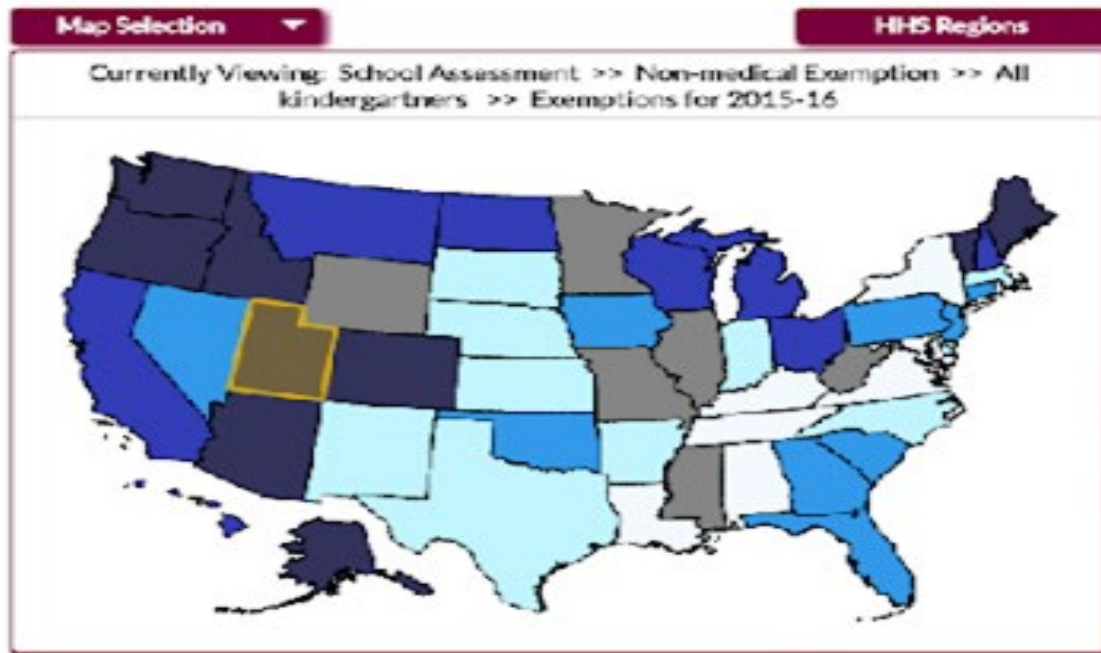 Map Selection
HHS Regions
Currently Viewing: School Assessment >> Non-medical Exemption >> All
kindergartners >> Exemptions for 2015-16